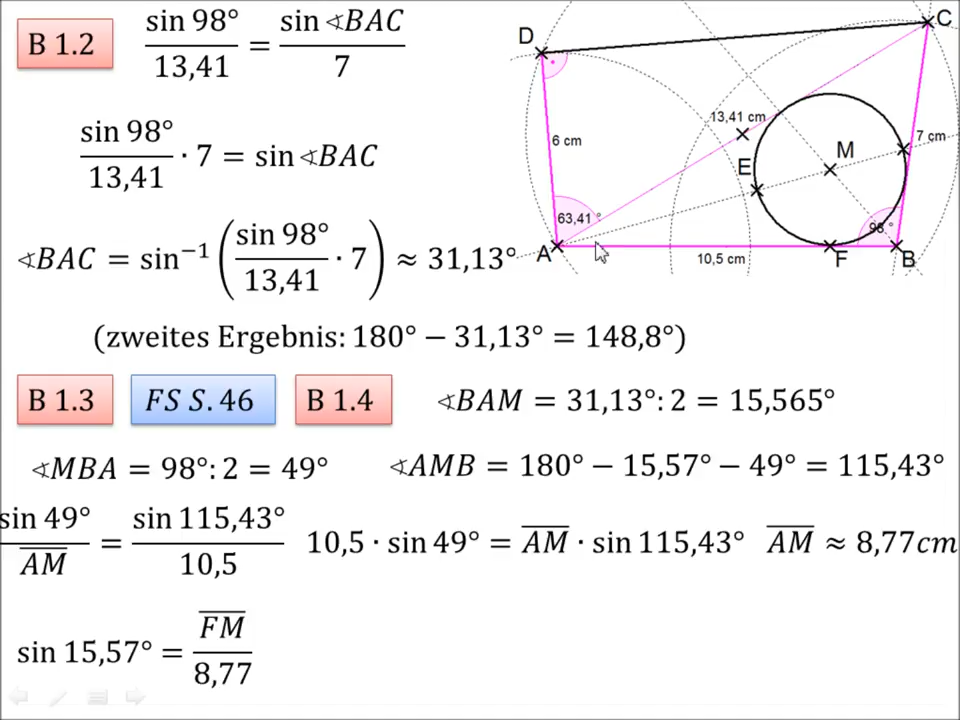 B 1.2 sin 98° / 13,41 = sin ∢BAC / 7
sin 98° / 13,41 · 7 = sin ∢BAC
∢BAC = sin⁻¹ (sin 98° / 13,41 · 7) ≈ 31,13°
(zweites Ergebnis: 180° − 31,13° = 148,8°)
B 1.3 FS S. 46 B 1.4 ∢BAM = 31,13°: 2 = 15,565°
∢MBA = 98°: 2 = 49° ∢AMB = 180° − 15,57° − 49° = 115,43°
sin 49° / A͞M͞ = sin 115,43° / 10,5 10,5 · sin 49° = A͞M͞ · sin 115,43° A͞M͞ ≈ 8,77cm
sin 15,57° = F͞M͞ / 8,77
C
D
13,41 cm
7 cm
6 cm
M
E
63,41 °
98 °
A
10,5 cm
F
B